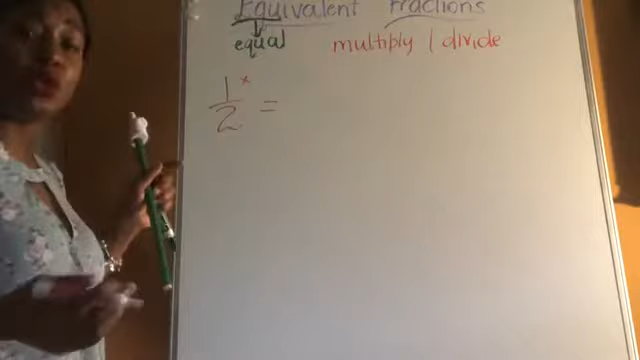 Equivalent Fractions
equal multiply / divide
1 x
2 =